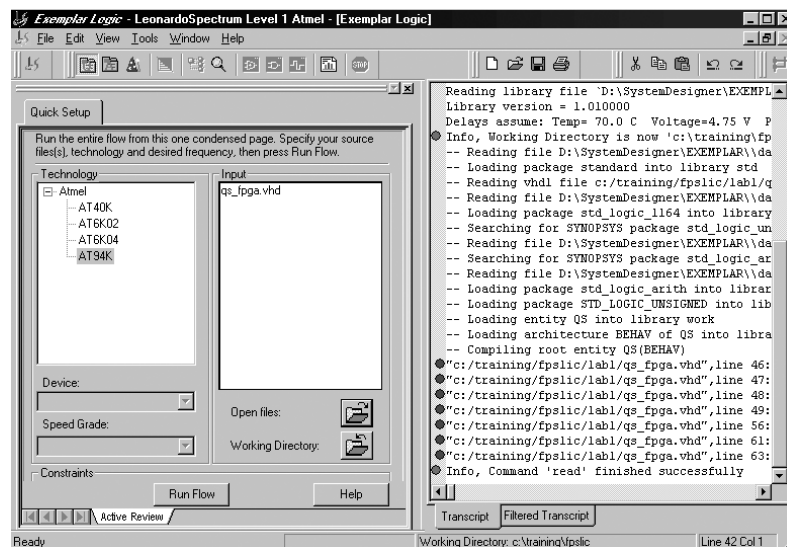 Exemplar Logic - LeonardoSpectrum Level 1 Atmel - [Exemplar Logic]
File Edit View Tools Window Help
Quick Setup
Run the entire flow from this one condensed page. Specify your source
files(s), technology and desired frequency, then press Run Flow.
Technology
Atmel
AT40K
AT6K02
AT6K04
AT94K
Device:
Speed Grade:
Input
qs_fpga.vhd
Open files:
Working Directory:
Constraints
Run Flow
Help
Active Review
Reading library file `D:\SystemDesigner\EXEMPL
Library version = 1.010000
Delays assume: Temp= 70.0 C Voltage=4.75 V P
Info, Working Directory is now 'c:\training\fp
-- Reading file D:\SystemDesigner\EXEMPLAR\\da
-- Loading package standard into library std
-- Reading vhdl file c:/training/fpslic/lab1/q
-- Reading file D:\SystemDesigner\EXEMPLAR\\da
-- Loading package std_logic_1164 into library
-- Searching for SYNOPSYS package std_logic_un
-- Reading file D:\SystemDesigner\EXEMPLAR\\da
-- Searching for SYNOPSYS package std_logic_ar
-- Reading file D:\SystemDesigner\EXEMPLAR\\da
-- Loading package std_logic_arith into librar
-- Loading package STD_LOGIC_UNSIGNED into lib
-- Loading entity QS into library work
-- Loading architecture BEHAV of QS into libra
-- Compiling root entity QS(BEHAV)
"c:/training/fpslic/lab1/qs_fpga.vhd",line 46:
"c:/training/fpslic/lab1/qs_fpga.vhd",line 47:
"c:/training/fpslic/lab1/qs_fpga.vhd",line 48:
"c:/training/fpslic/lab1/qs_fpga.vhd",line 49:
"c:/training/fpslic/lab1/qs_fpga.vhd",line 56:
"c:/training/fpslic/lab1/qs_fpga.vhd",line 61:
"c:/training/fpslic/lab1/qs_fpga.vhd",line 63:
Info, Command 'read' finished successfully
Transcript Filtered Transcript
Ready
Working Directory: c:\training\fpslic
Line 42 Col 1